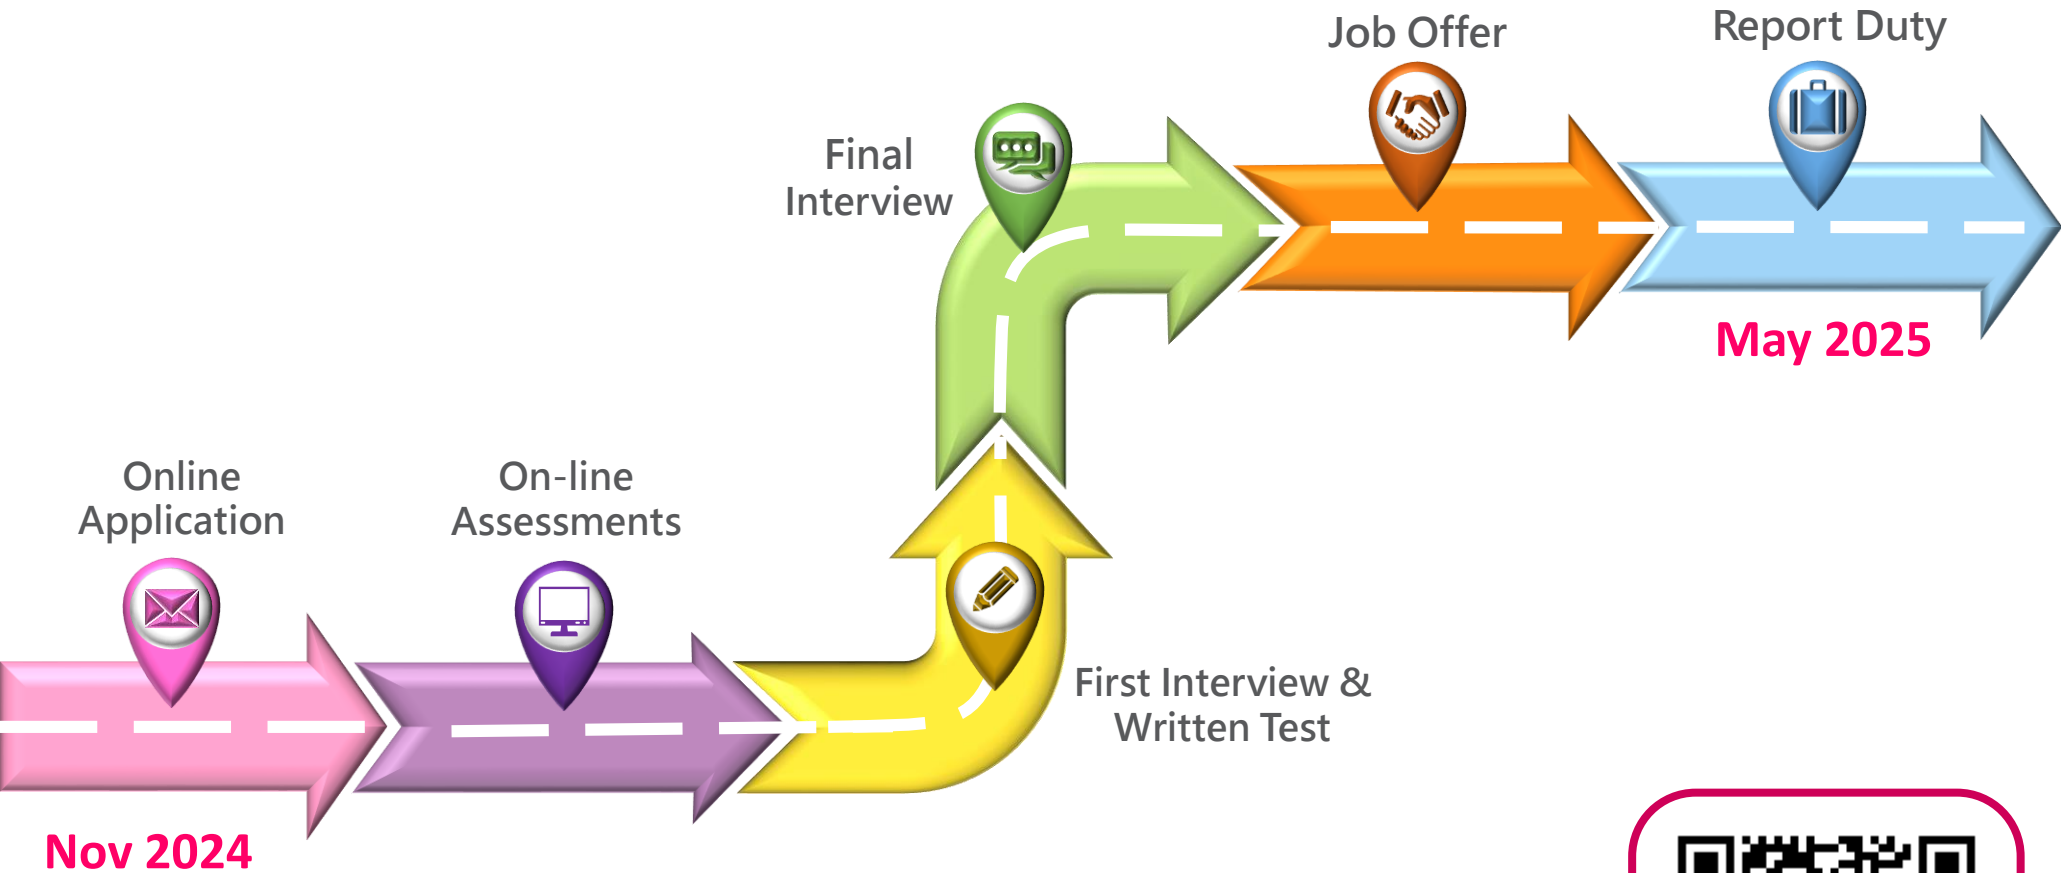 Online
Application
Nov 2024
On-line
Assessments
First Interview &
Written Test
Final
Interview
Job Offer
Report Duty
May 2025